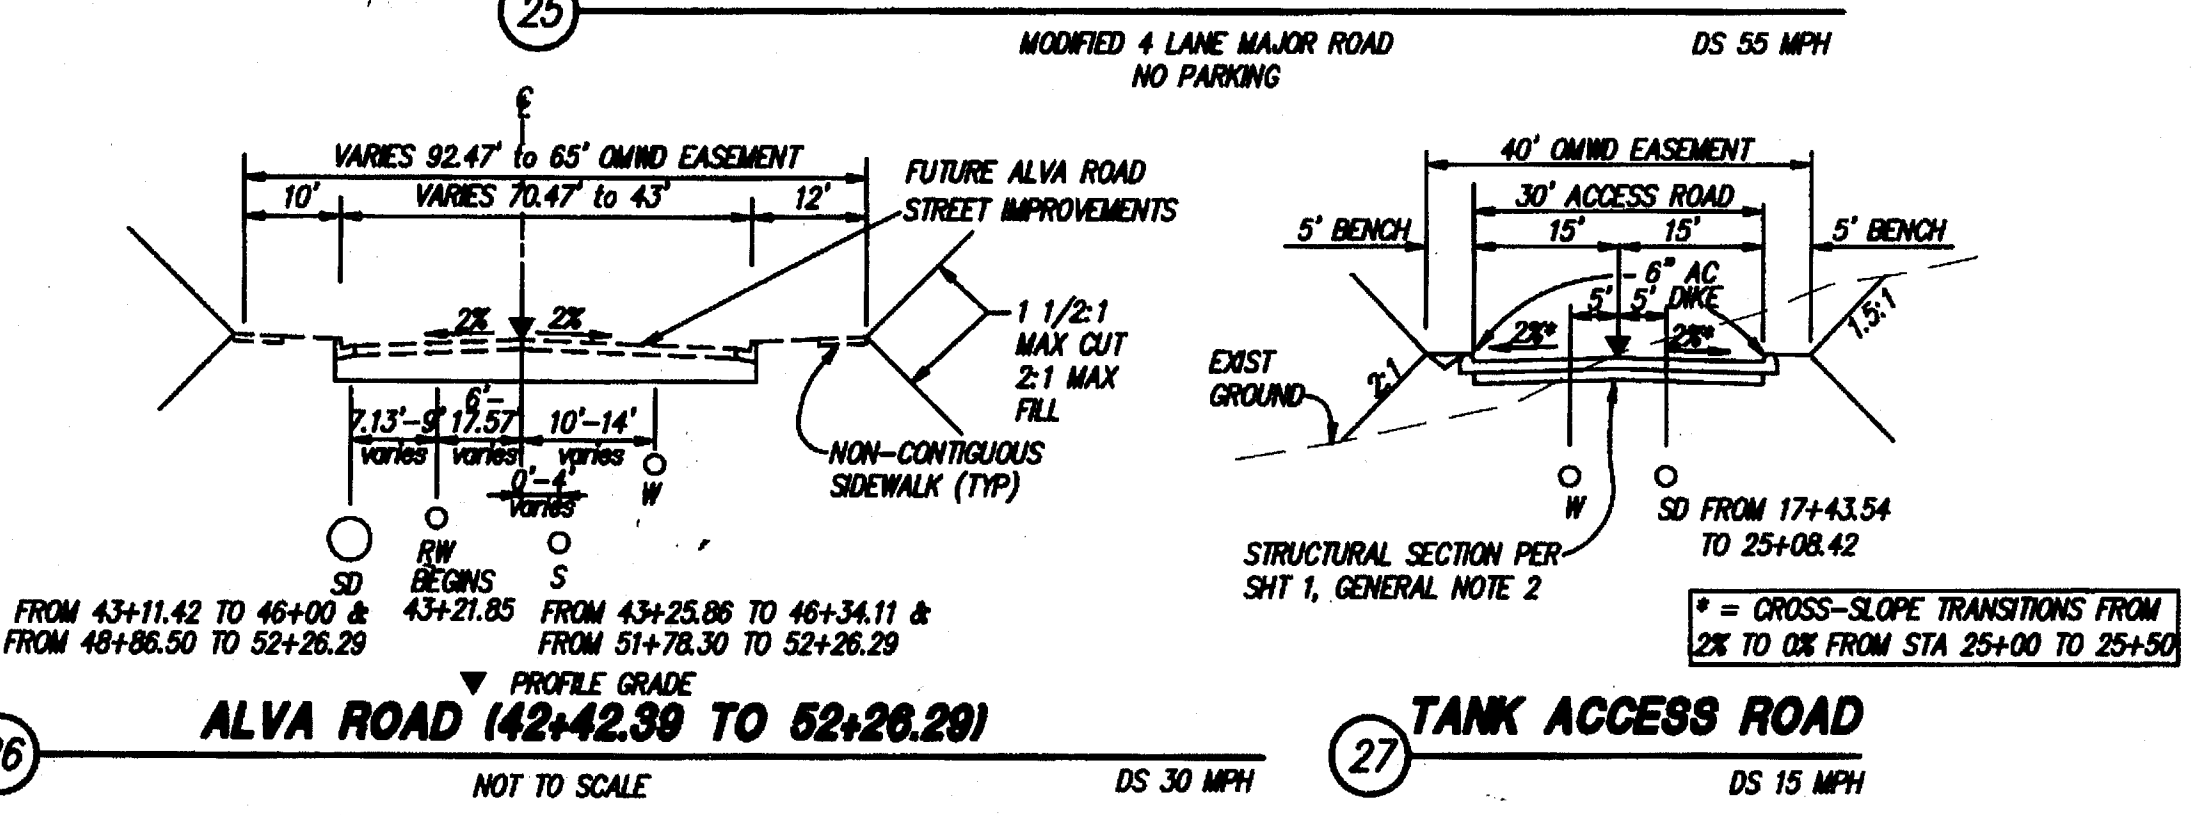 25
MODIFIED 4 LANE MAJOR ROAD
DS 55 MPH
NO PARKING
℄
VARIES 92.47' to 65' OMWD EASEMENT
10'
VARIES 70.47' to 43'
12'
FUTURE ALVA ROAD
STREET IMPROVEMENTS
2%
2%
1 1/2:1
MAX CUT
2:1 MAX
FILL
6'-
7.13'-9'
17.57'
10'-14'
varies
varies
varies
0'-4'
varies
W
NON-CONTIGUOUS
SIDEWALK (TYP)
SD
FROM 43+11.42 TO 46+00 &
FROM 48+86.50 TO 52+26.29
RW
BEGINS
43+21.85
S
FROM 43+25.86 TO 46+34.11 &
FROM 51+78.30 TO 52+26.29
▼ PROFILE GRADE
26
ALVA ROAD (42+42.39 TO 52+26.29)
NOT TO SCALE
DS 30 MPH
40' OMWD EASEMENT
30' ACCESS ROAD
5' BENCH
15'
15'
5' BENCH
6" AC
DIKE
5'
5'
2%*
2%*
1.5:1
2:1
EXIST
GROUND
W
SD FROM 17+43.54
TO 25+08.42
STRUCTURAL SECTION PER
SHT 1, GENERAL NOTE 2
* = CROSS-SLOPE TRANSITIONS FROM
2% TO 0% FROM STA 25+00 TO 25+50
27
TANK ACCESS ROAD
DS 15 MPH